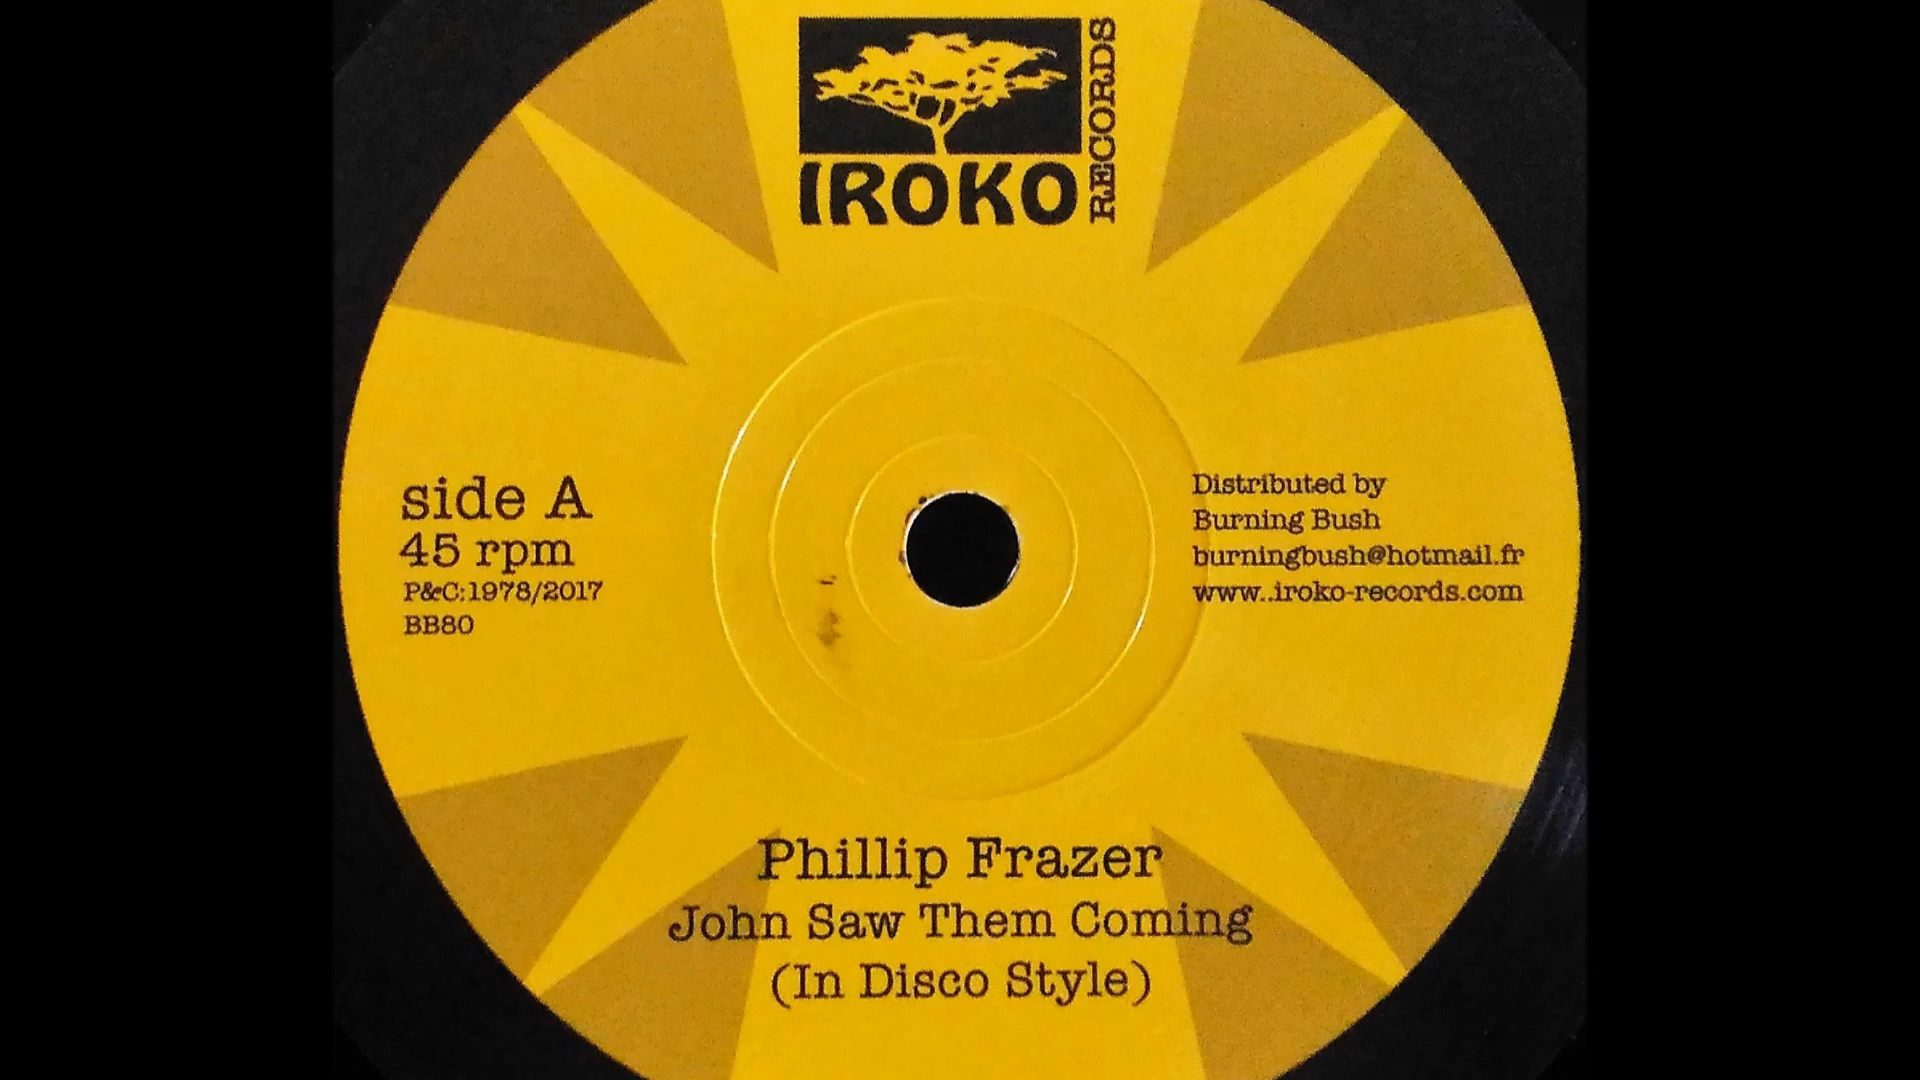 IROKO
RECORDS
side A
45 rpm
P&C:1978/2017
BB80
Distributed by
Burning Bush
burningbush@hotmail.fr
www..iroko-records.com
Phillip Frazer
John Saw Them Coming
(In Disco Style)